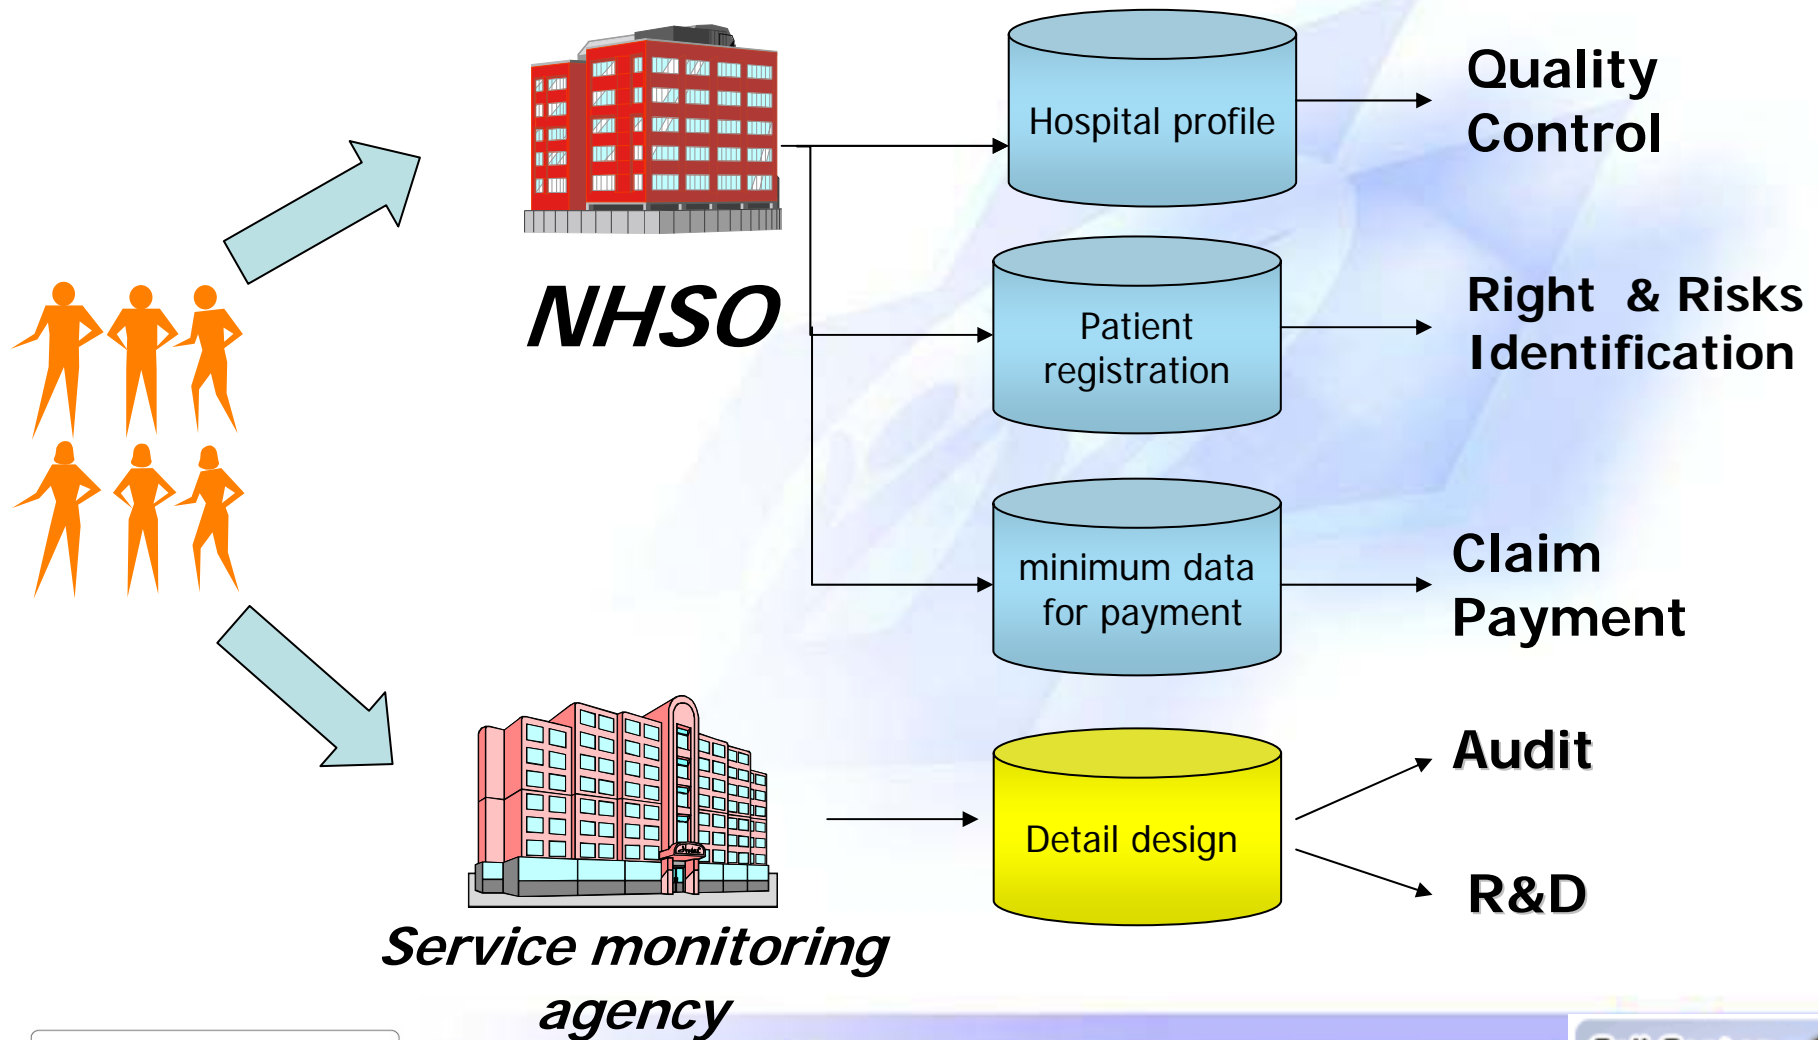 Hospital profile
Quality
Control
NHSO
Patient
registration
Right & Risks
Identification
minimum data
for payment
Claim
Payment
Detail design
Audit
R&D
Service monitoring
agency